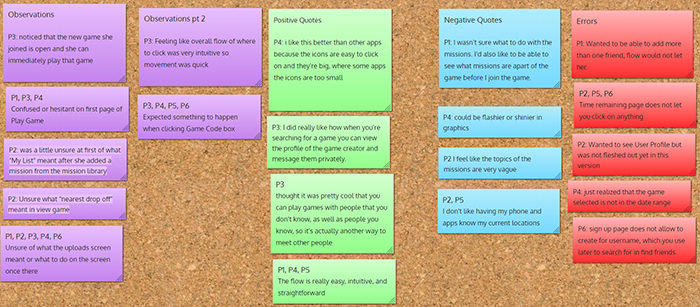 Observations
P3: noticed that the new game she
joined is open and she can
immediately play that game
P1, P3, P4
Confused or hesitant on first page of
Play Game
P2: was a little unsure at first of what
"My List" meant after she added a
mission from the mission library
P2: Unsure what "nearest drop off"
meant in view game
P1, P2, P3, P4, P6
Unsure of what the uploads screen
meant or what to do on the screen
once there
Observations pt 2
P3: Feeling like overall flow of where
to click was very intuitive so
movement was quick
P3, P4, P5, P6
Expected something to happen
when clicking Game Code box
Positive Quotes
P4: i like this better than other apps
because the icons are easy to click
on and they're big, where some apps
the icons are too small
P3: I did really like how when you're
searching for a game you can view
the profile of the game creator and
message them privately.
P3
thought it was pretty cool that you
can play games with people that you
don't know, as well as people you
know, so it's actually another way to
meet other people
P1, P4, P5
The flow is really easy, intuitive, and
straightforward
Negative Quotes
P1: I wasn't sure what to do with the
missions. I'd also like to be able to
see what missions are apart of the
game before I join the game.
P4: could be flashier or shinier in
graphics
P2 I feel like the topics of the
missions are very vague
P2, P5
I don't like having my phone and
apps know my current locations
Errors
P1: Wanted to be able to add more
than one friend, flow would not let
her.
P2, P5, P6
Time remaining page does not let
you click on anything
P2: Wanted to see User Profile but
was not fleshed out yet in this
version
P4: just realized that the game
selected is not in the date range
P6: sign up page does not allow to
create for username, which you use
later to search for in find friends